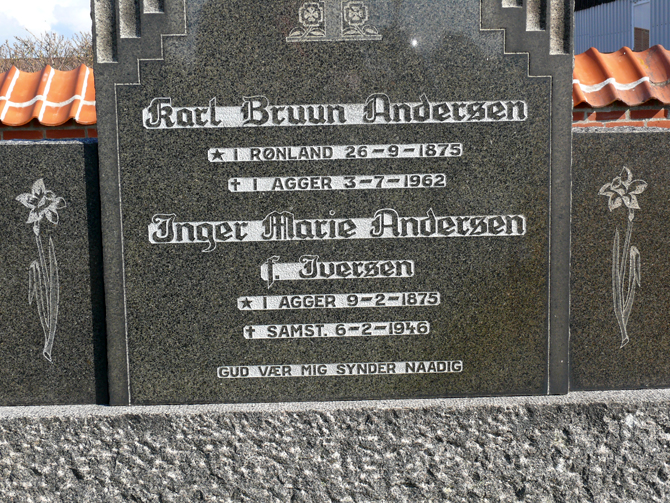 Karl Bruun Andersen
★ I RØNLAND 26-9-1875
✝ I AGGER 3-7-1962
Inger Marie Andersen
f. Iversen
★ I AGGER 9-2-1875
✝ SAMST. 6-2-1946
GUD VÆR MIG SYNDER NAADIG